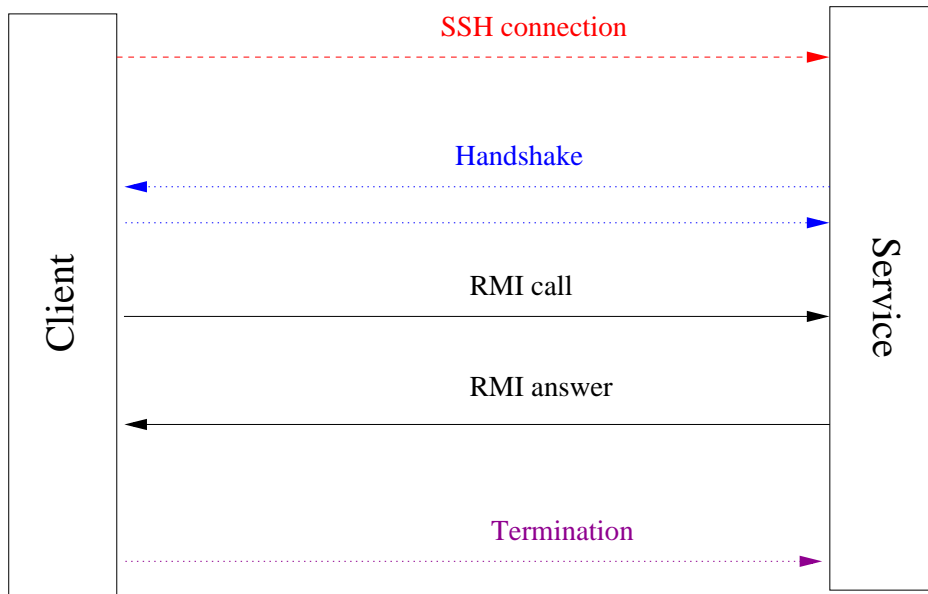 SSH connection
Handshake
Client
Service
RMI call
RMI answer
Termination